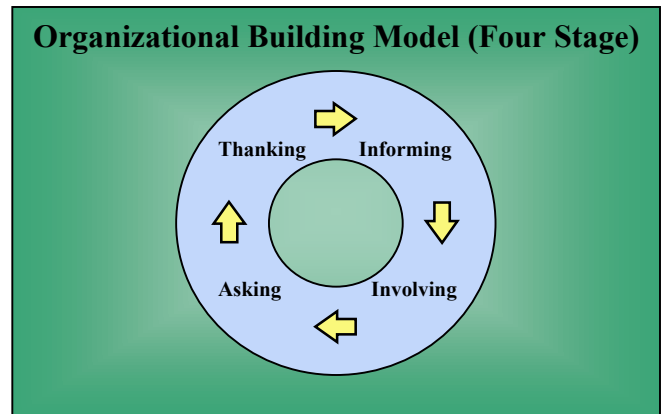 Organizational Building Model (Four Stage)
Thanking Informing
Asking Involving